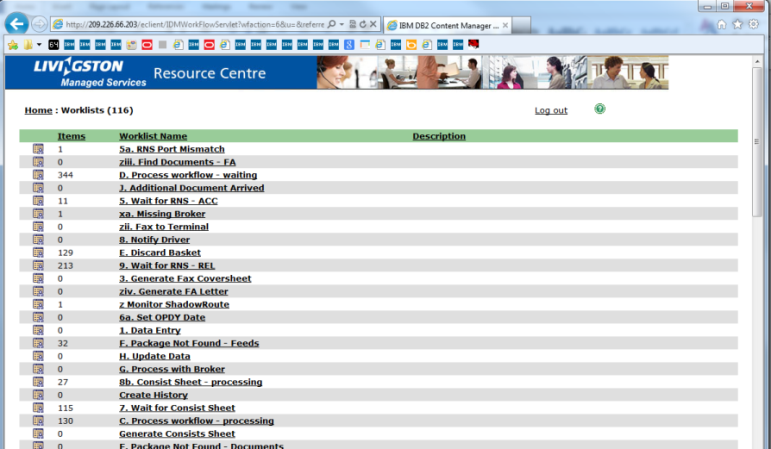 http://209.226.66.203/eclient/IDMWorkFlowServlet?wfaction=6&u=&referre
IBM DB2 Content Manager ...
LIVINGSTON
Managed Services
Resource Centre
Home : Worklists (116)
Log out
Items Worklist Name Description
1 5a. RNS Port Mismatch
0 ziii. Find Documents - FA
344 D. Process workflow - waiting
0 J. Additional Document Arrived
11 5. Wait for RNS - ACC
1 xa. Missing Broker
0 zii. Fax to Terminal
0 8. Notify Driver
129 E. Discard Basket
213 9. Wait for RNS - REL
0 3. Generate Fax Coversheet
0 ziv. Generate FA Letter
1 z Monitor ShadowRoute
0 6a. Set OPDY Date
0 1. Data Entry
32 F. Package Not Found - Feeds
0 H. Update Data
0 G. Process with Broker
27 8b. Consist Sheet - processing
0 Create History
115 7. Wait for Consist Sheet
130 C. Process workflow - processing
0 Generate Consists Sheet
0 F. Package Not Found - Documents